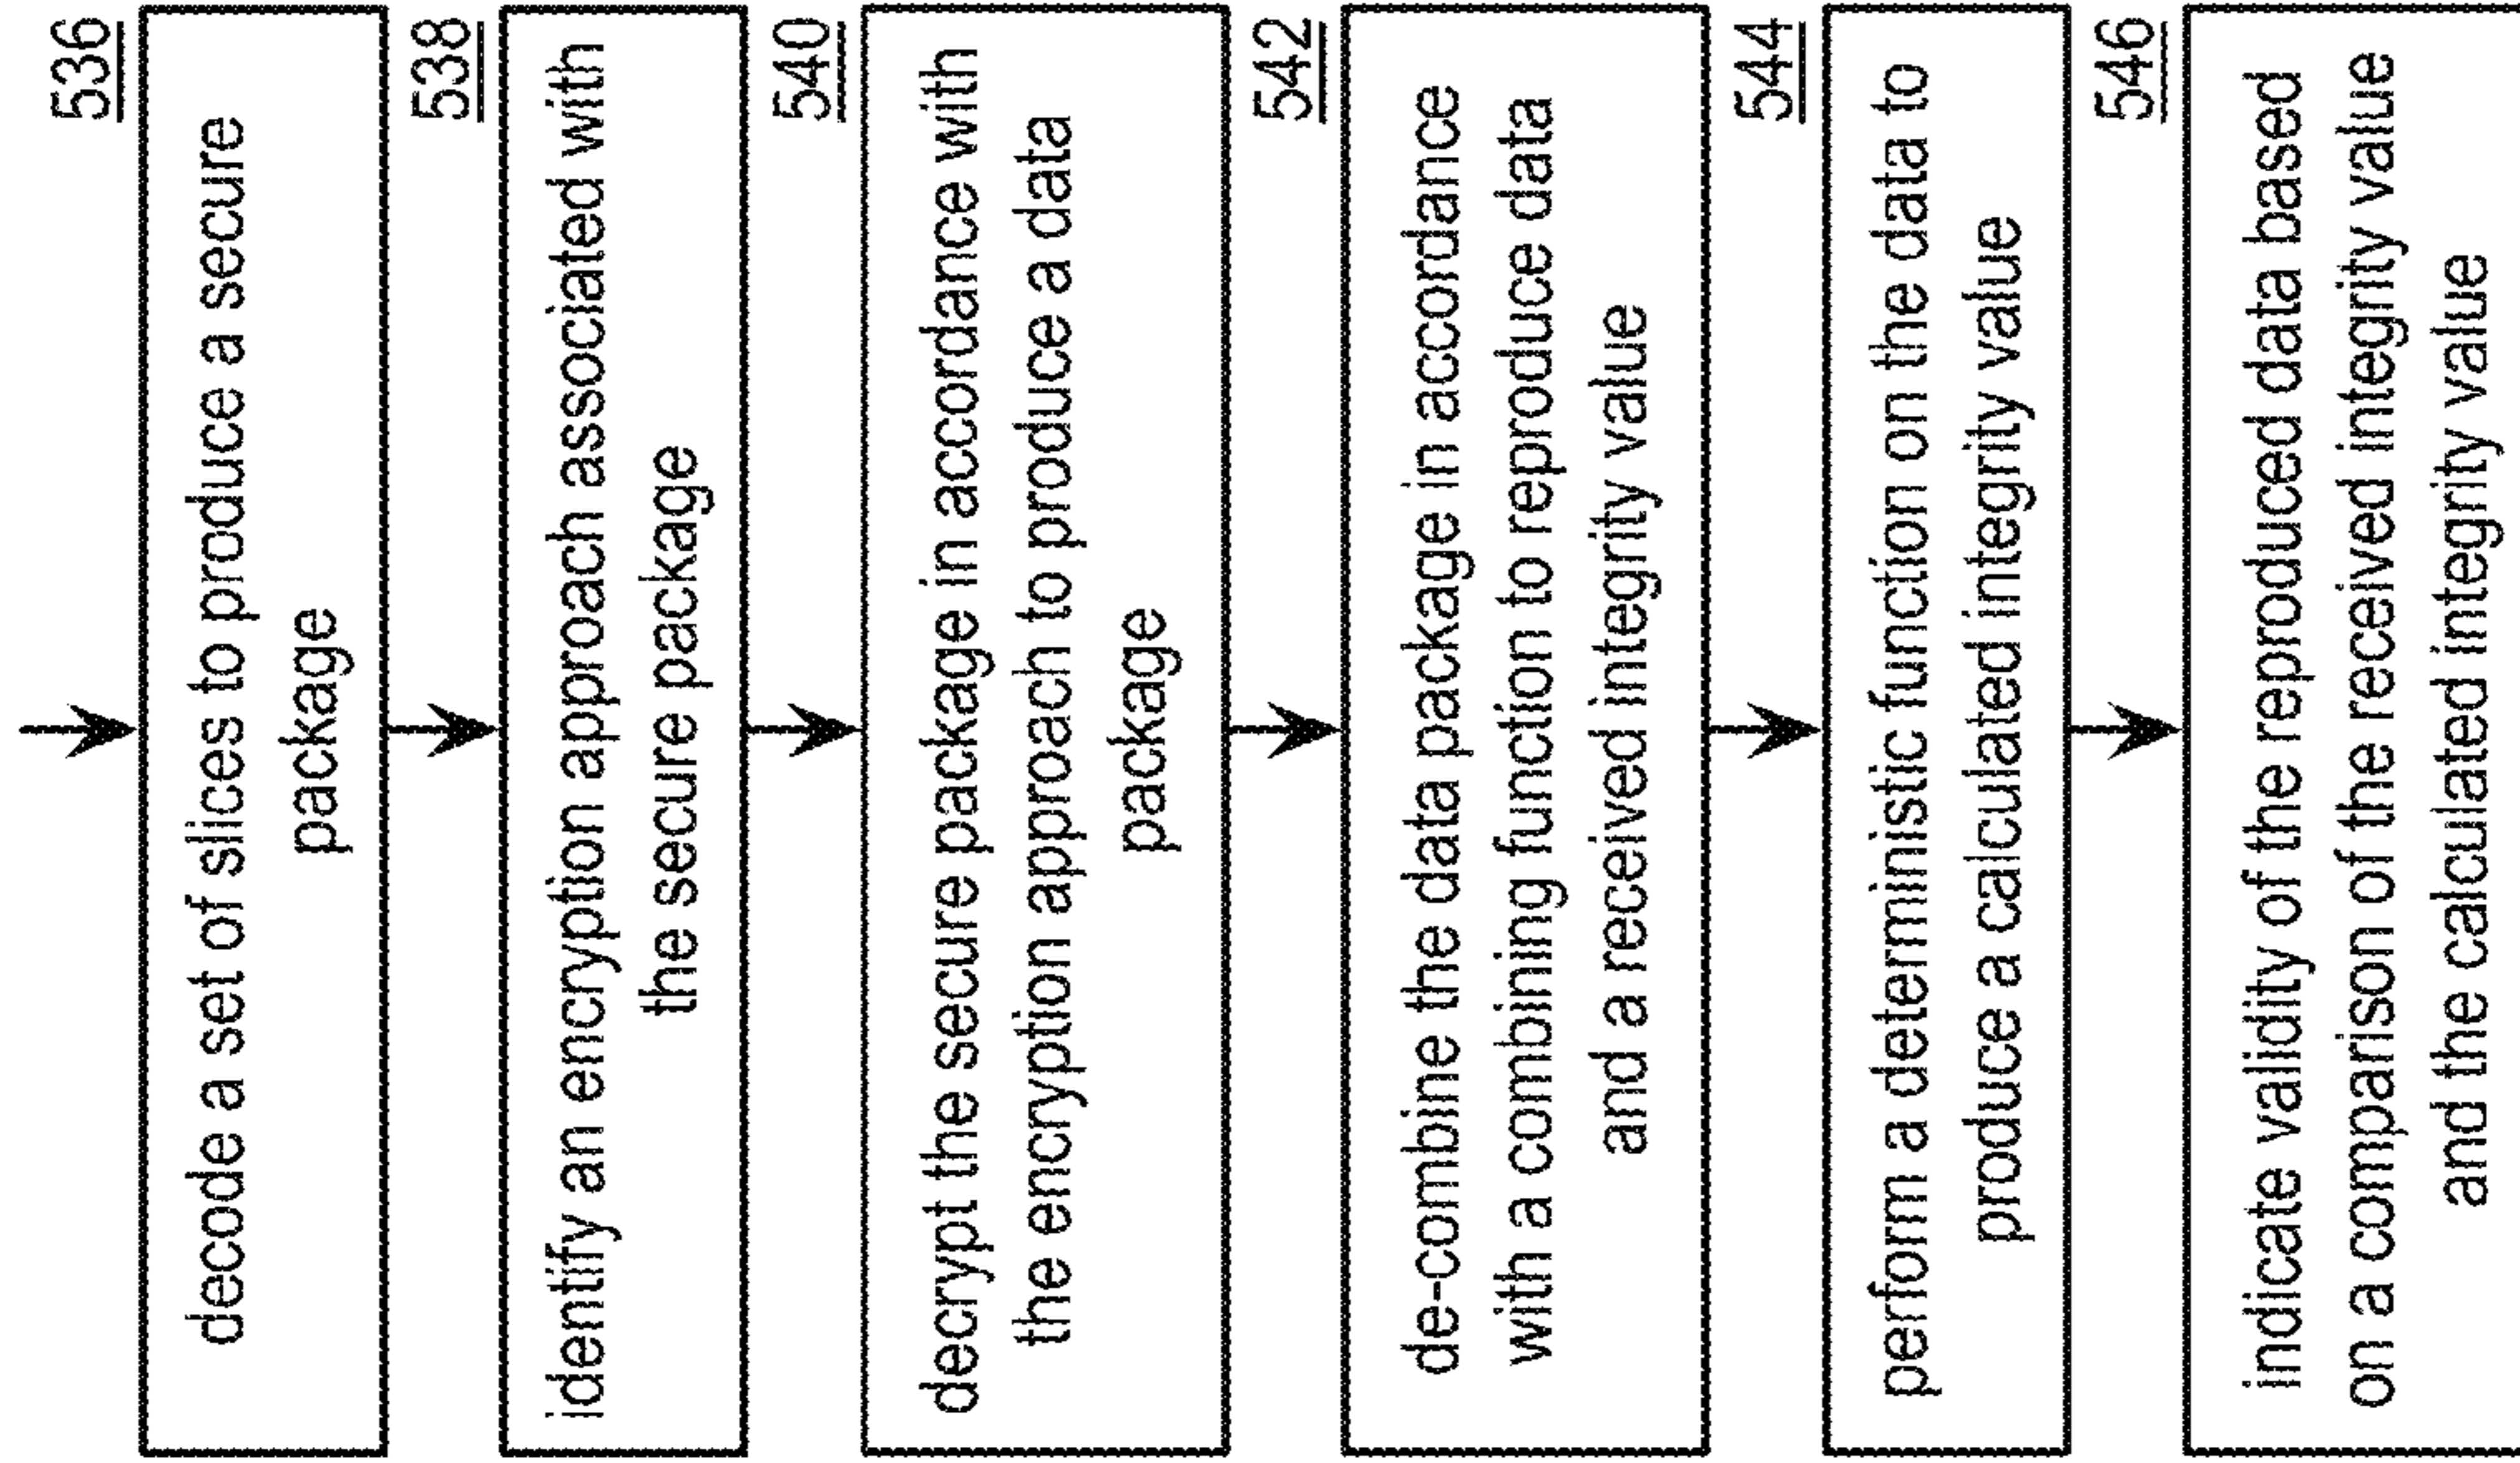 536
decode a set of slices to produce a secure
package
538
identify an encryption approach associated with
the secure package
540
decrypt the secure package in accordance with
the encryption approach to produce a data
package
542
de-combine the data package in accordance
with a combining function to reproduce data
and a received integrity value
544
perform a deterministic function on the data to
produce a calculated integrity value
546
indicate validity of the reproduced data based
on a comparison of the received integrity value
and the calculated integrity value